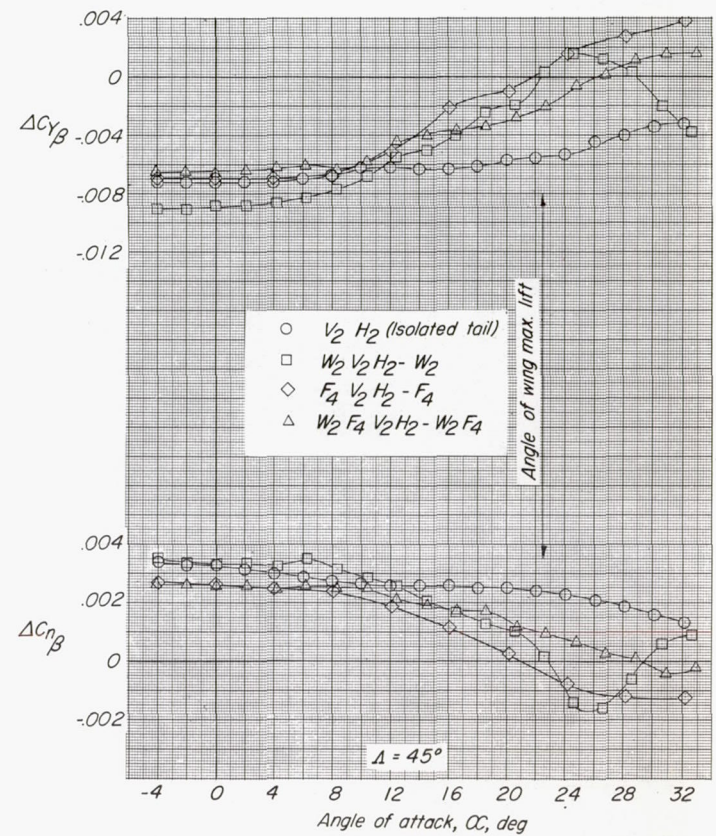 .004
0
ΔCYβ
-.004
-.008
-.012
V2 H2 (Isolated tail)
W2 V2 H2 - W2
F4 V2 H2 - F4
W2 F4 V2 H2 - W2 F4
Angle of wing max. lift
.004
.002
ΔCnβ
0
-.002
Λ = 45°
-4 0 4 8 12 16 20 24 28 32
Angle of attack, α, deg